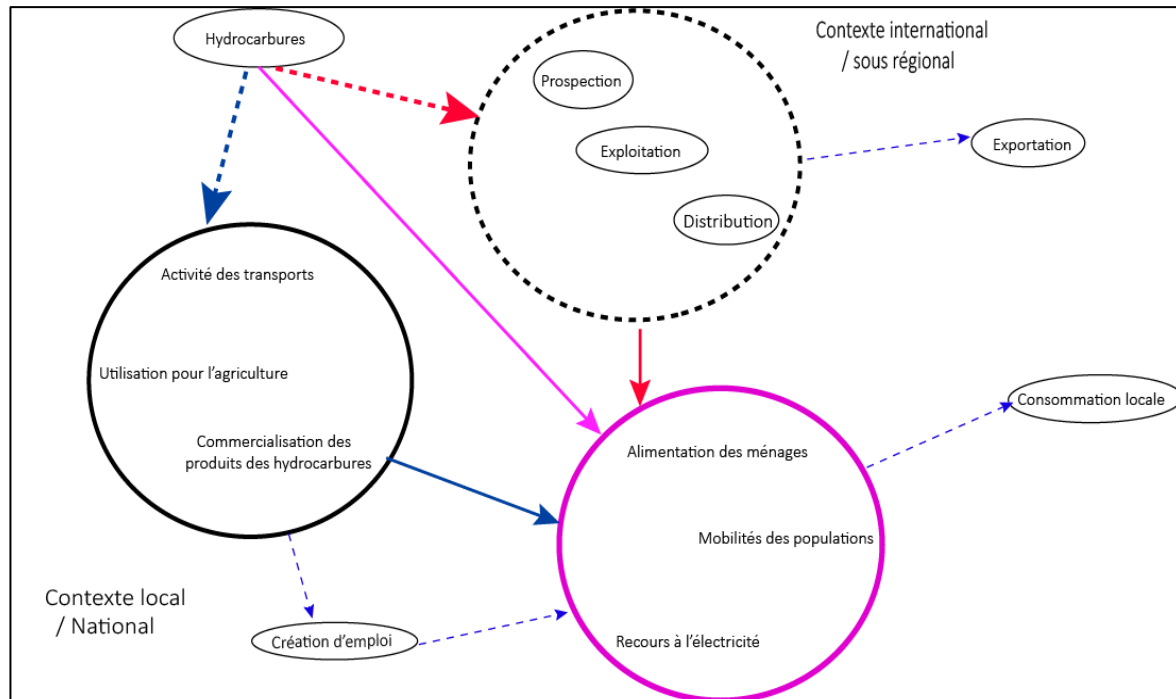 Hydrocarbures
Contexte international
/ sous régional
Prospection
Exploitation
Exportation
Distribution
Activité des transports
Utilisation pour l'agriculture
Consommation locale
Commercialisation des
produits des hydrocarbures
Alimentation des ménages
Mobilités des populations
Contexte local
/ National
Création d'emploi
Recours à l'électricité